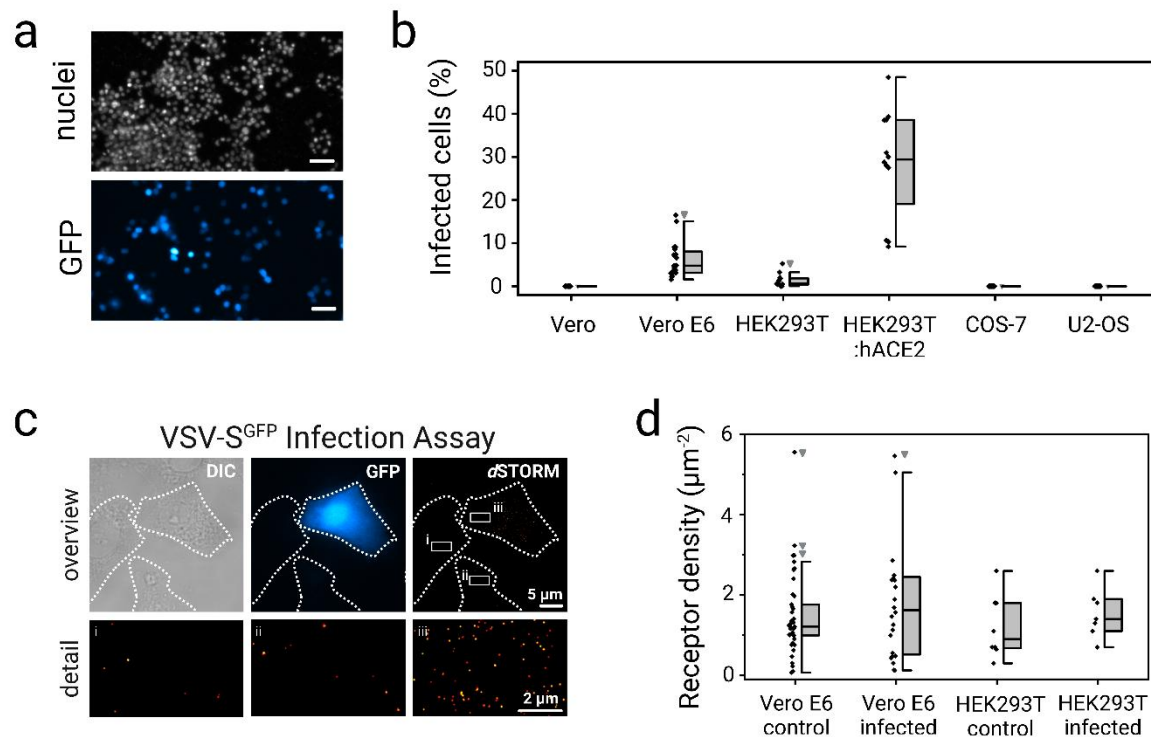 a
nuclei
GFP
b
Infected cells (%)
50
40
30
20
10
0
Vero
Vero E6
HEK293T
HEK293T
:hACE2
COS-7
U2-OS
c
VSV-S^GFP Infection Assay
overview
DIC
GFP
dSTORM
i
ii
iii
5 µm
detail
i
ii
iii
2 µm
d
Receptor density (µm⁻²)
6
4
2
0
Vero E6
control
Vero E6
infected
HEK293T
control
HEK293T
infected